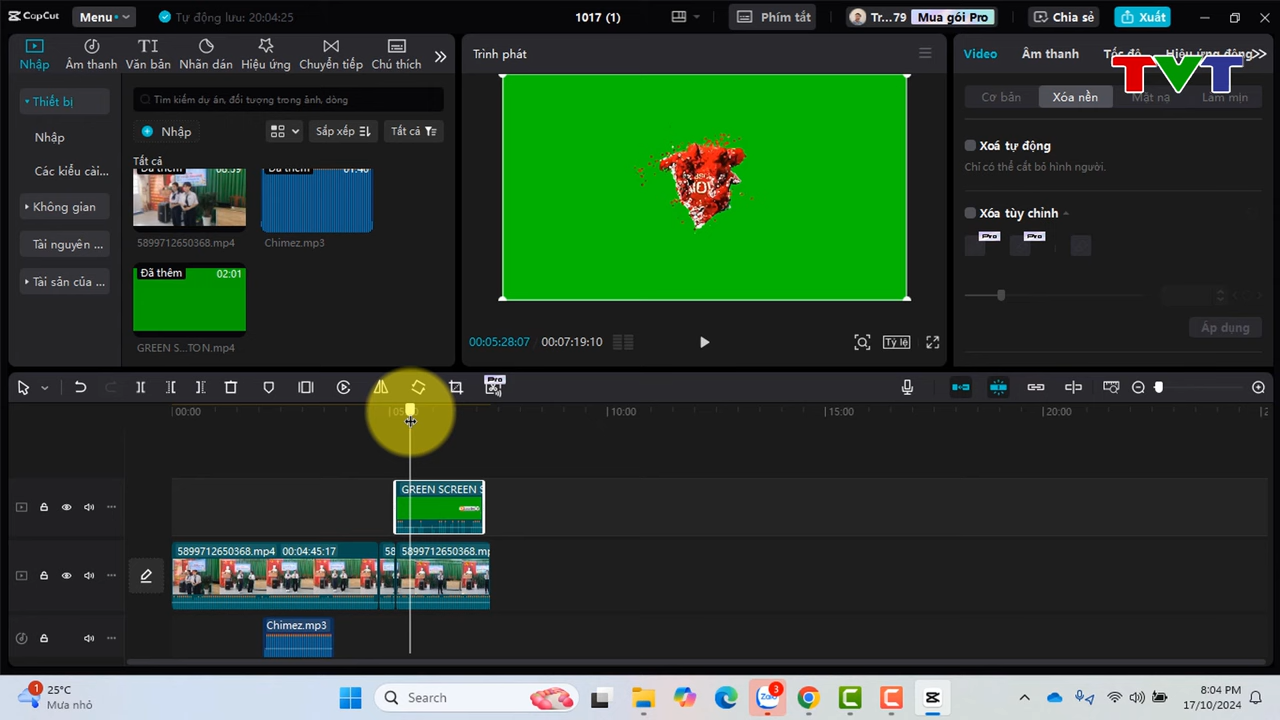 CapCut
Menu
Tự động lưu: 20:04:25
1017 (1)
Phím tắt
Tr...79
Mua gói Pro
Chia sẻ
Xuất
Nhập
Âm thanh
Văn bản
Nhãn d
Hiệu ứng
Chuyển tiếp
Chú thích
Trình phát
Video
Âm thanh
Tốc độ
Hiệu ứng động
TVT
Thiết bị
Tìm kiếm dự án, đối tượng trong ảnh, dòng
Cơ bản
Xóa nền
Mặt nạ
Làm mịn
Nhập
Nhập
Sắp xếp
Tất cả
Xoá tự động
Chỉ có thể cắt bỏ hình người.
Tất cả
Các kiểu cài...
Đã thêm
08:39
Đã thêm
01:40
Không gian
Xóa tùy chỉnh
Pro
Pro
5899712650368.mp4
Chimez.mp3
Tài nguyên ...
Đã thêm
02:01
Tài sản của ...
GREEN S...TON.mp4
00:05:28:07
00:07:19:10
Tỷ lệ
Áp dụng
Pro
00:00
10:00
15:00
20:00
GREEN SCREEN S
5899712650368.mp4
00:04:45:17
58
5899712650368.mp
Chimez.mp3
1
25°C
Mưa nhỏ
Search
Zalo
3
8:04 PM
17/10/2024